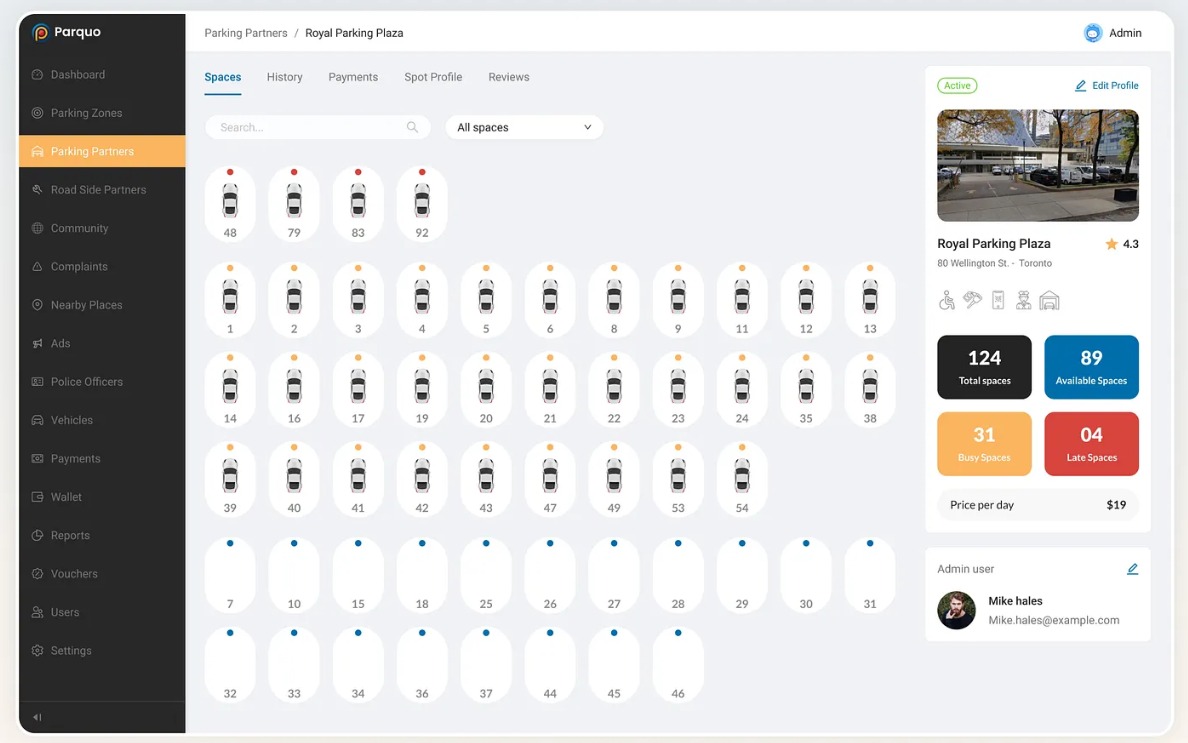 Parquo
Dashboard
Parking Zones
Parking Partners
Road Side Partners
Community
Complaints
Nearby Places
Ads
Police Officers
Vehicles
Payments
Wallet
Reports
Vouchers
Users
Settings
Parking Partners / Royal Parking Plaza
Admin
Spaces History Payments Spot Profile Reviews
Search... All spaces
48 79 83 92
1 2 3 4 5 6 8 9 11 12 13
14 16 17 19 20 21 22 23 24 35 38
39 40 41 42 43 47 49 53 54
7 10 15 18 25 26 27 28 29 30 31
32 33 34 36 37 44 45 46
Active Edit Profile
Royal Parking Plaza 4.3
80 Wellington St. - Toronto
124 89
Total spaces Available Spaces
31 04
Busy Spaces Late Spaces
Price per day $19
Admin user
Mike hales
Mike.hales@example.com